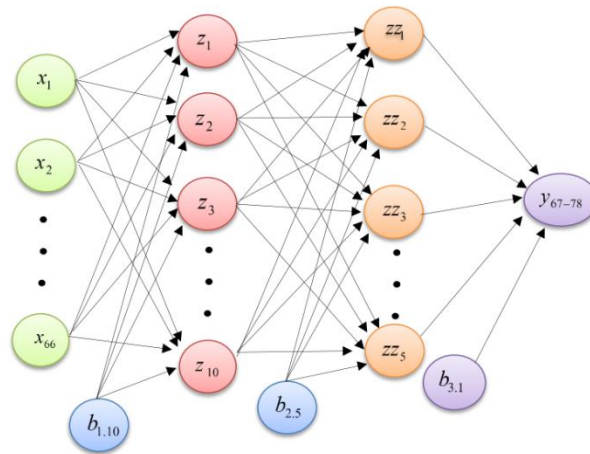 x₁
x₂
x₆₆
b₁.₁₀
z₁
z₂
z₃
z₁₀
b₂.₅
zz₁
zz₂
zz₃
zz₅
b₃.₁
y₆₇₋₇₈